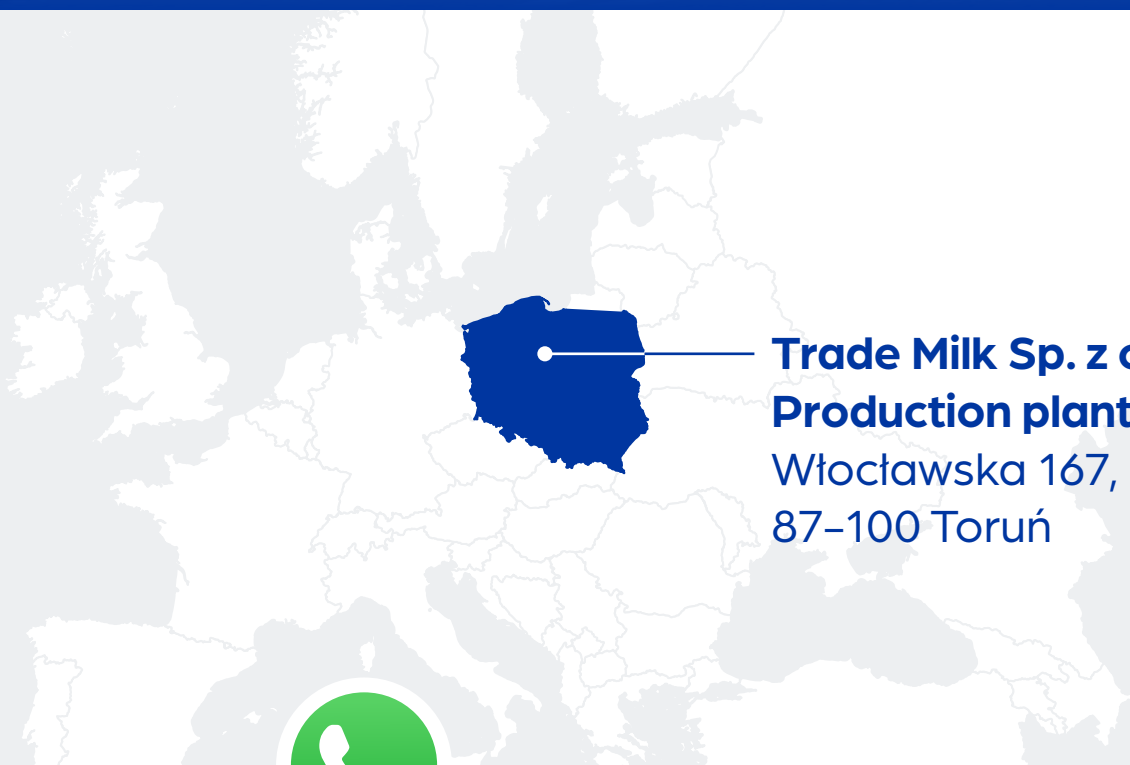 Trade Milk Sp. z
Production plant
Włocławska 167,
87–100 Toruń